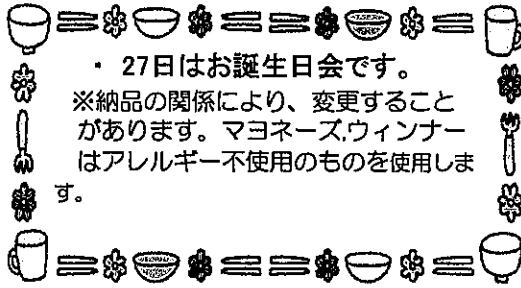 ・ 27日はお誕生日会です。
※納品の関係により、変更すること
があります。マヨネーズ,ウィンナー
はアレルギー不使用のものを使用しま
す。